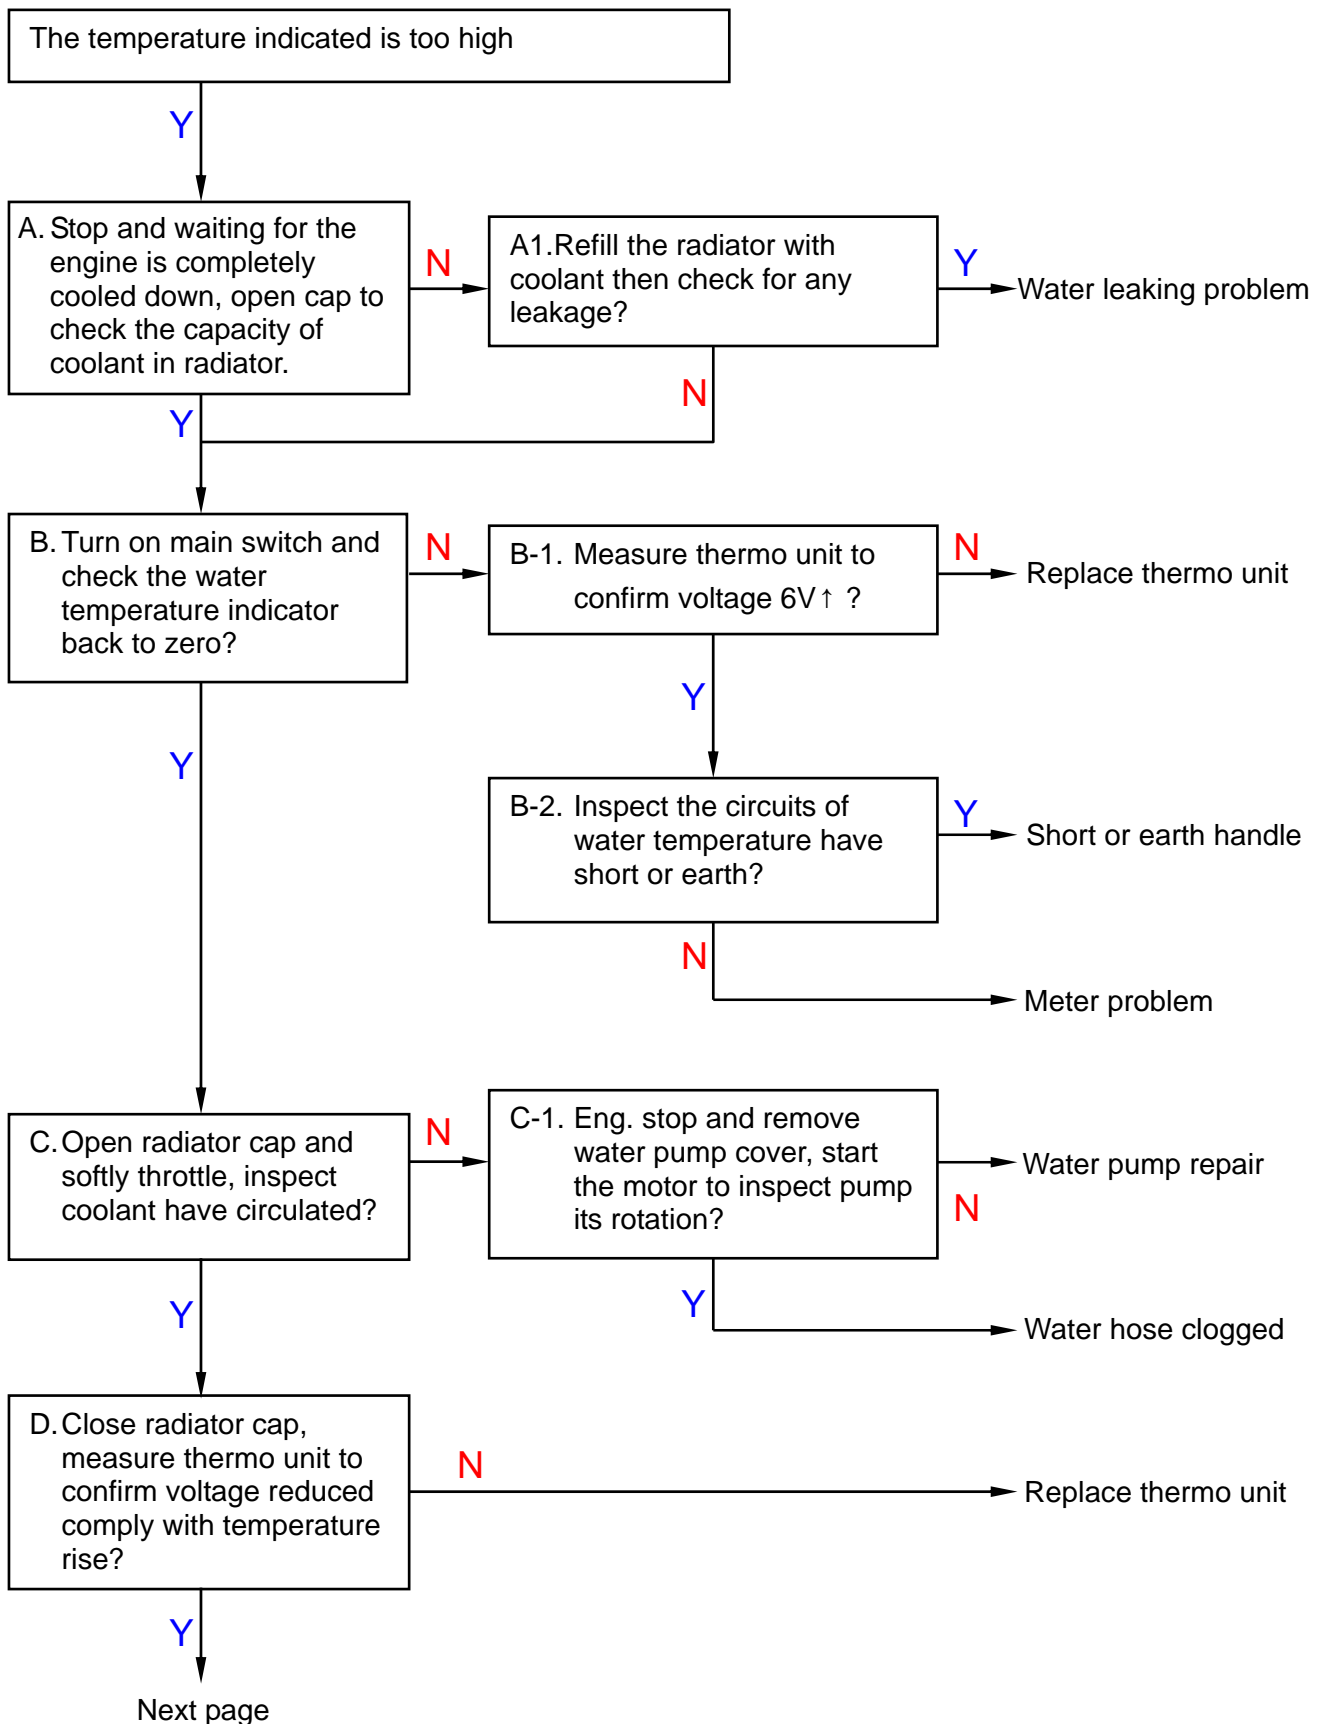 The temperature indicated is too high
Y
A. Stop and waiting for the
engine is completely
cooled down, open cap to
check the capacity of
coolant in radiator.
N
A1.Refill the radiator with
coolant then check for any
leakage?
Y
Water leaking problem
N
Y
B. Turn on main switch and
check the water
temperature indicator
back to zero?
N
B-1. Measure thermo unit to
confirm voltage 6V↑ ?
N
Replace thermo unit
Y
Y
B-2. Inspect the circuits of
water temperature have
short or earth?
Y
Short or earth handle
N
Meter problem
C. Open radiator cap and
softly throttle, inspect
coolant have circulated?
N
C-1. Eng. stop and remove
water pump cover, start
the motor to inspect pump
its rotation?
Water pump repair
N
Y
Water hose clogged
Y
D. Close radiator cap,
measure thermo unit to
confirm voltage reduced
comply with temperature
rise?
N
Replace thermo unit
Y
Next page